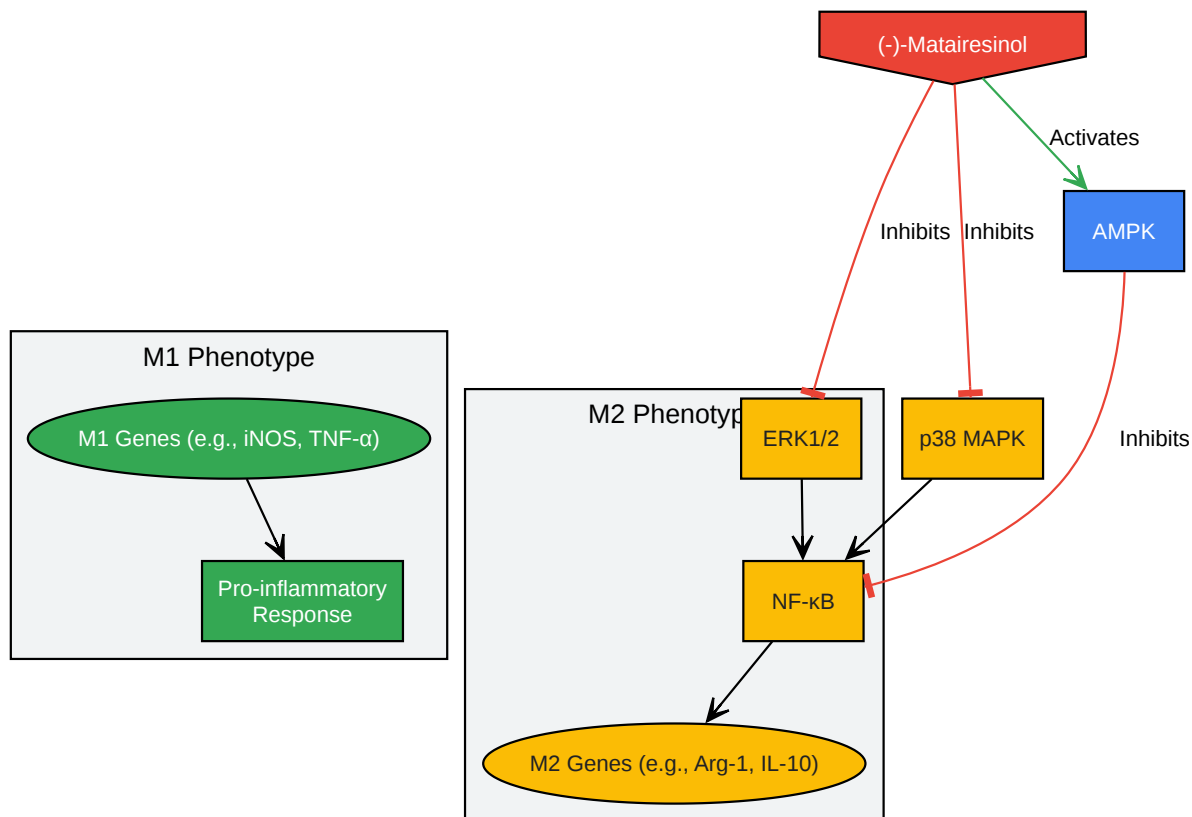 (-)-Matairesinol
Activates
Inhibits
Inhibits
AMPK
M1 Phenotype
M1 Genes (e.g., iNOS, TNF-α)
Pro-inflammatory
Response
M2 Phenotyp
ERK1/2
p38 MAPK
Inhibits
NF-κB
M2 Genes (e.g., Arg-1, IL-10)